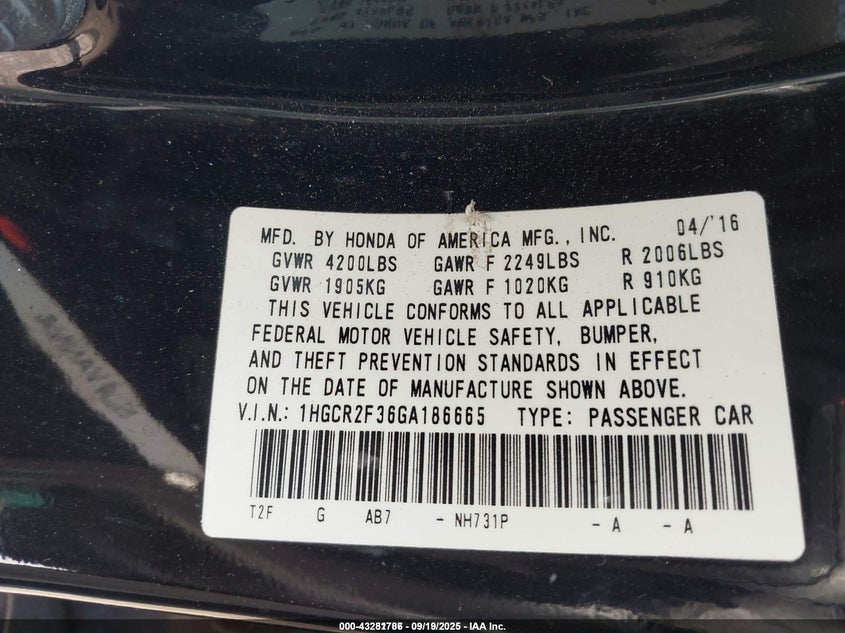 MFD. BY HONDA OF AMERICA MFG., INC. 04/'16
GVWR 4200LBS GAWR F 2249LBS R 2006LBS
GVWR 1905KG GAWR F 1020KG R 910KG
THIS VEHICLE CONFORMS TO ALL APPLICABLE
FEDERAL MOTOR VEHICLE SAFETY, BUMPER,
AND THEFT PREVENTION STANDARDS IN EFFECT
ON THE DATE OF MANUFACTURE SHOWN ABOVE.
V.I.N.: 1HGCR2F36GA186665 TYPE: PASSENGER CAR
T2F G AB7 - NH731P - A - A
09/19/2025 - IAA Inc.